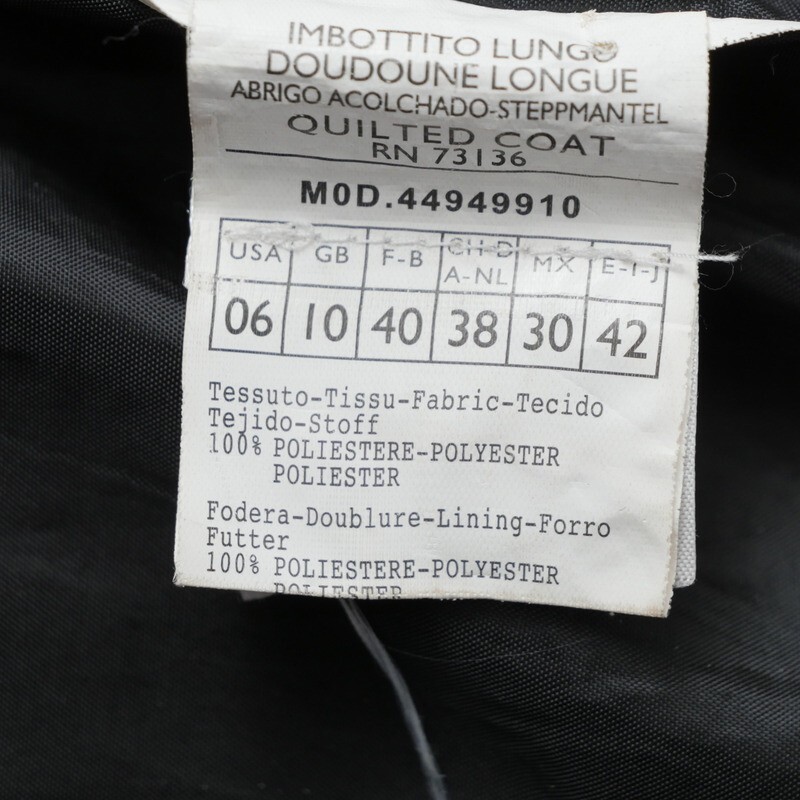 IMBOTTITO LUNGO
DOUDOUNE LONGUE
ABRIGO ACOLCHADO-STEPPMANTEL
QUILTED COAT
RN 73136
M0D.44949910
USA GB F-B CH-D A-NL MX E-I-J
06 10 40 38 30 42
Tessuto-Tissu-Fabric-Tecido
Tejido-Stoff
100% POLIESTERE-POLYESTER
POLIESTER
Fodera-Doublure-Lining-Forro
Futter
100% POLIESTERE-POLYESTER
POLIESTER